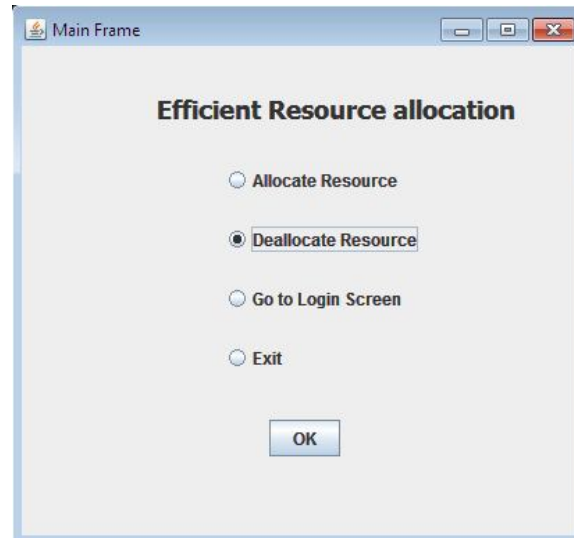 Main Frame
Efficient Resource allocation
Allocate Resource
Deallocate Resource
Go to Login Screen
Exit
OK